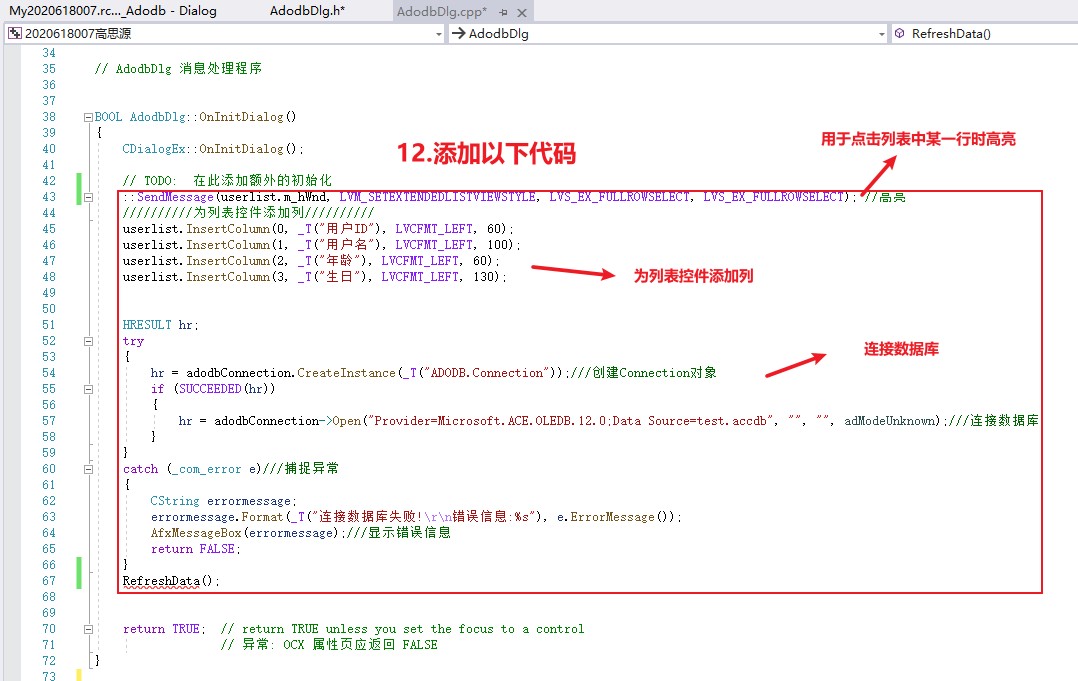 My2020618007.rc..._Adodb - Dialog AdodbDlg.h* AdodbDlg.cpp*
2020618007高思源 AdodbDlg RefreshData()
34
35 // AdodbDlg 消息处理程序
36
37
38 BOOL AdodbDlg::OnInitDialog()
39 {
40 CDialogEx::OnInitDialog();
12.添加以下代码
用于点击列表中某一行时高亮
41
42 // TODO: 在此添加额外的初始化
43 ::SendMessage(userlist.m_hWnd, LVM_SETEXTENDEDLISTVIEWSTYLE, LVS_EX_FULLROWSELECT, LVS_EX_FULLROWSELECT); //高亮
44 //////////为列表控件添加列//////////
45 userlist.InsertColumn(0, _T("用户ID"), LVCFMT_LEFT, 60);
46 userlist.InsertColumn(1, _T("用户名"), LVCFMT_LEFT, 100);
47 userlist.InsertColumn(2, _T("年龄"), LVCFMT_LEFT, 60);
48 userlist.InsertColumn(3, _T("生日"), LVCFMT_LEFT, 130);
为列表控件添加列
49
50
51 HRESULT hr;
52 try
连接数据库
53 {
54 hr = adodbConnection.CreateInstance(_T("ADODB.Connection"));///创建Connection对象
55 if (SUCCEEDED(hr))
56 {
57 hr = adodbConnection->Open("Provider=Microsoft.ACE.OLEDB.12.0;Data Source=test.accdb", "", "", adModeUnknown);///连接数据库
58 }
59 }
60 catch (_com_error e)///捕捉异常
61 {
62 CString errormessage;
63 errormessage.Format(_T("连接数据库失败!\r\n错误信息:%s"), e.ErrorMessage());
64 AfxMessageBox(errormessage);///显示错误信息
65 return FALSE;
66 }
67 RefreshData();
68
69
70 return TRUE; // return TRUE unless you set the focus to a control
71 // 异常: OCX 属性页应返回 FALSE
72 }
73